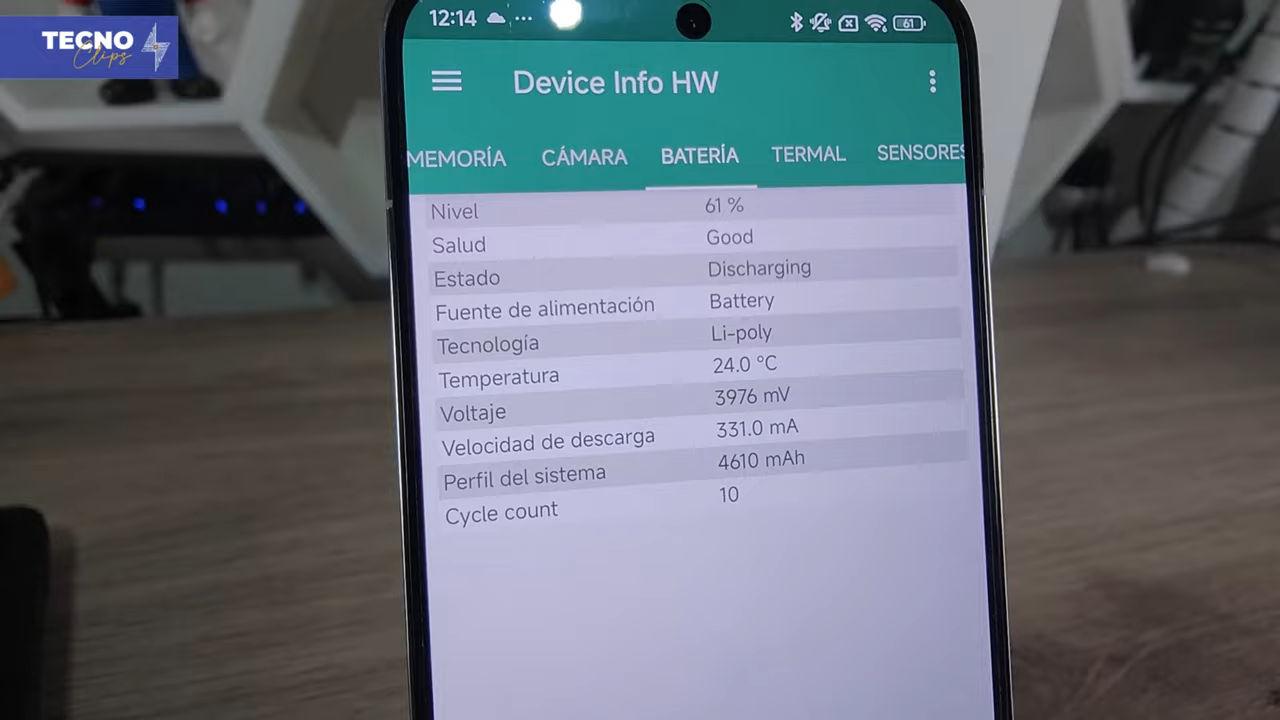 TECNO
Clips
12:14 ... 61
Device Info HW
MEMORÍA CÁMARA BATERÍA TERMAL SENSORES
Nivel 61 %
Salud Good
Estado Discharging
Fuente de alimentación Battery
Tecnología Li-poly
Temperatura 24.0 °C
Voltaje 3976 mV
Velocidad de descarga 331.0 mA
Perfil del sistema 4610 mAh
Cycle count 10